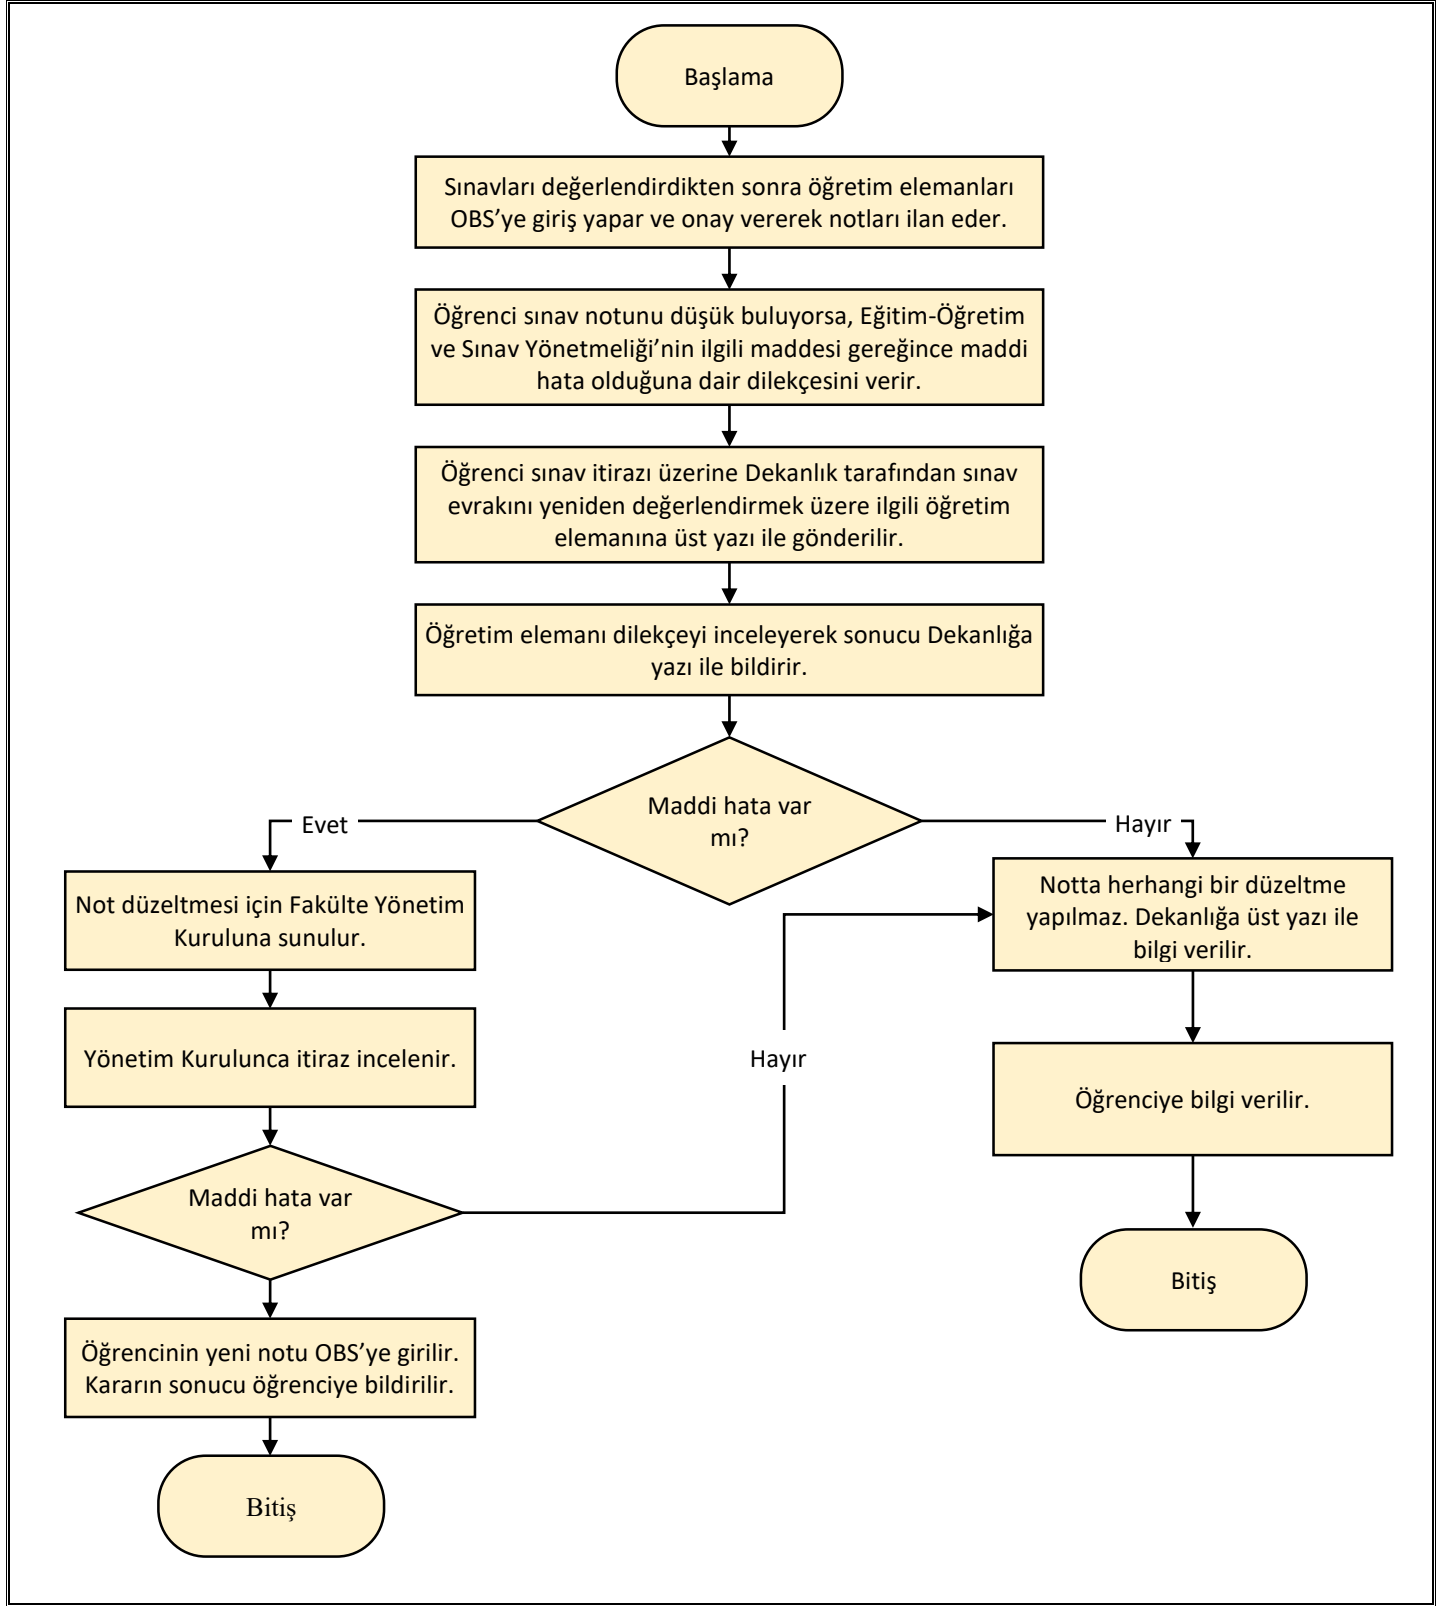 Başlama
Sınavları değerlendirdikten sonra öğretim elemanları
OBS’ye giriş yapar ve onay vererek notları ilan eder.
Öğrenci sınav notunu düşük buluyorsa, Eğitim-Öğretim
ve Sınav Yönetmeliği’nin ilgili maddesi gereğince maddi
hata olduğuna dair dilekçesini verir.
Öğrenci sınav itirazı üzerine Dekanlık tarafından sınav
evrakını yeniden değerlendirmek üzere ilgili öğretim
elemanına üst yazı ile gönderilir.
Öğretim elemanı dilekçeyi inceleyerek sonucu Dekanlığa
yazı ile bildirir.
Maddi hata var
mı?
Evet
Hayır
Not düzeltmesi için Fakülte Yönetim
Kuruluna sunulur.
Notta herhangi bir düzeltme
yapılmaz. Dekanlığa üst yazı ile
bilgi verilir.
Yönetim Kurulunca itiraz incelenir.
Hayır
Öğrenciye bilgi verilir.
Maddi hata var
mı?
Bitiş
Öğrencinin yeni notu OBS’ye girilir.
Kararın sonucu öğrenciye bildirilir.
Bitiş